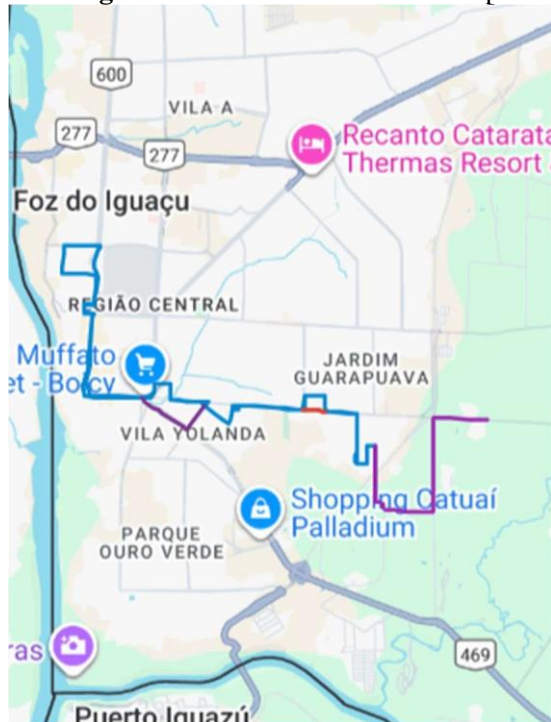 600
VILA A
277
277
Recanto Catarata
Thermas Resort &
Foz do Iguaçu
REGIÃO CENTRAL
Muffato
et - Boicy
JARDIM
GUARAPUAVA
VILA YOLANDA
Shopping Catuaí
Palladium
PARQUE
OURO VERDE
ras
469
Puerto Iguazú